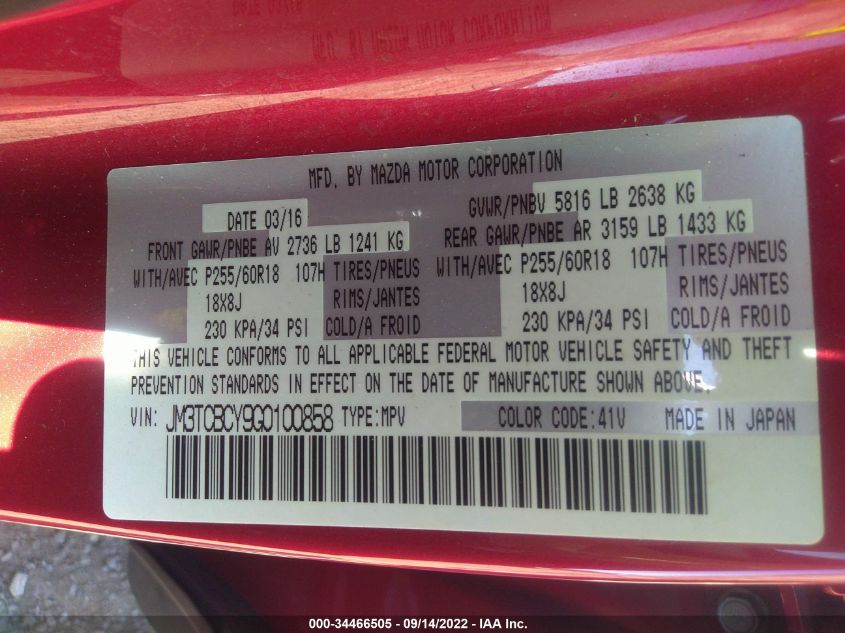 MFD. BY MAZDA MOTOR CORPORATION
DATE 03/16 GVWR/PNBV 5816 LB 2638 KG
FRONT GAWR/PNBE AV 2736 LB 1241 KG REAR GAWR/PNBE AR 3159 LB 1433 KG
WITH/AVEC P255/60R18 107H TIRES/PNEUS WITH/AVEC P255/60R18 107H TIRES/PNEUS
18X8J RIMS/JANTES 18X8J RIMS/JANTES
230 KPA/34 PSI COLD/A FROID 230 KPA/34 PSI COLD/A FROID
THIS VEHICLE CONFORMS TO ALL APPLICABLE FEDERAL MOTOR VEHICLE SAFETY AND THEFT
PREVENTION STANDARDS IN EFFECT ON THE DATE OF MANUFACTURE SHOWN ABOVE.
VIN: JM3TCBCY9G0100858 TYPE:MPV COLOR CODE:41V MADE IN JAPAN
000-34466505 - 09/14/2022 - IAA Inc.